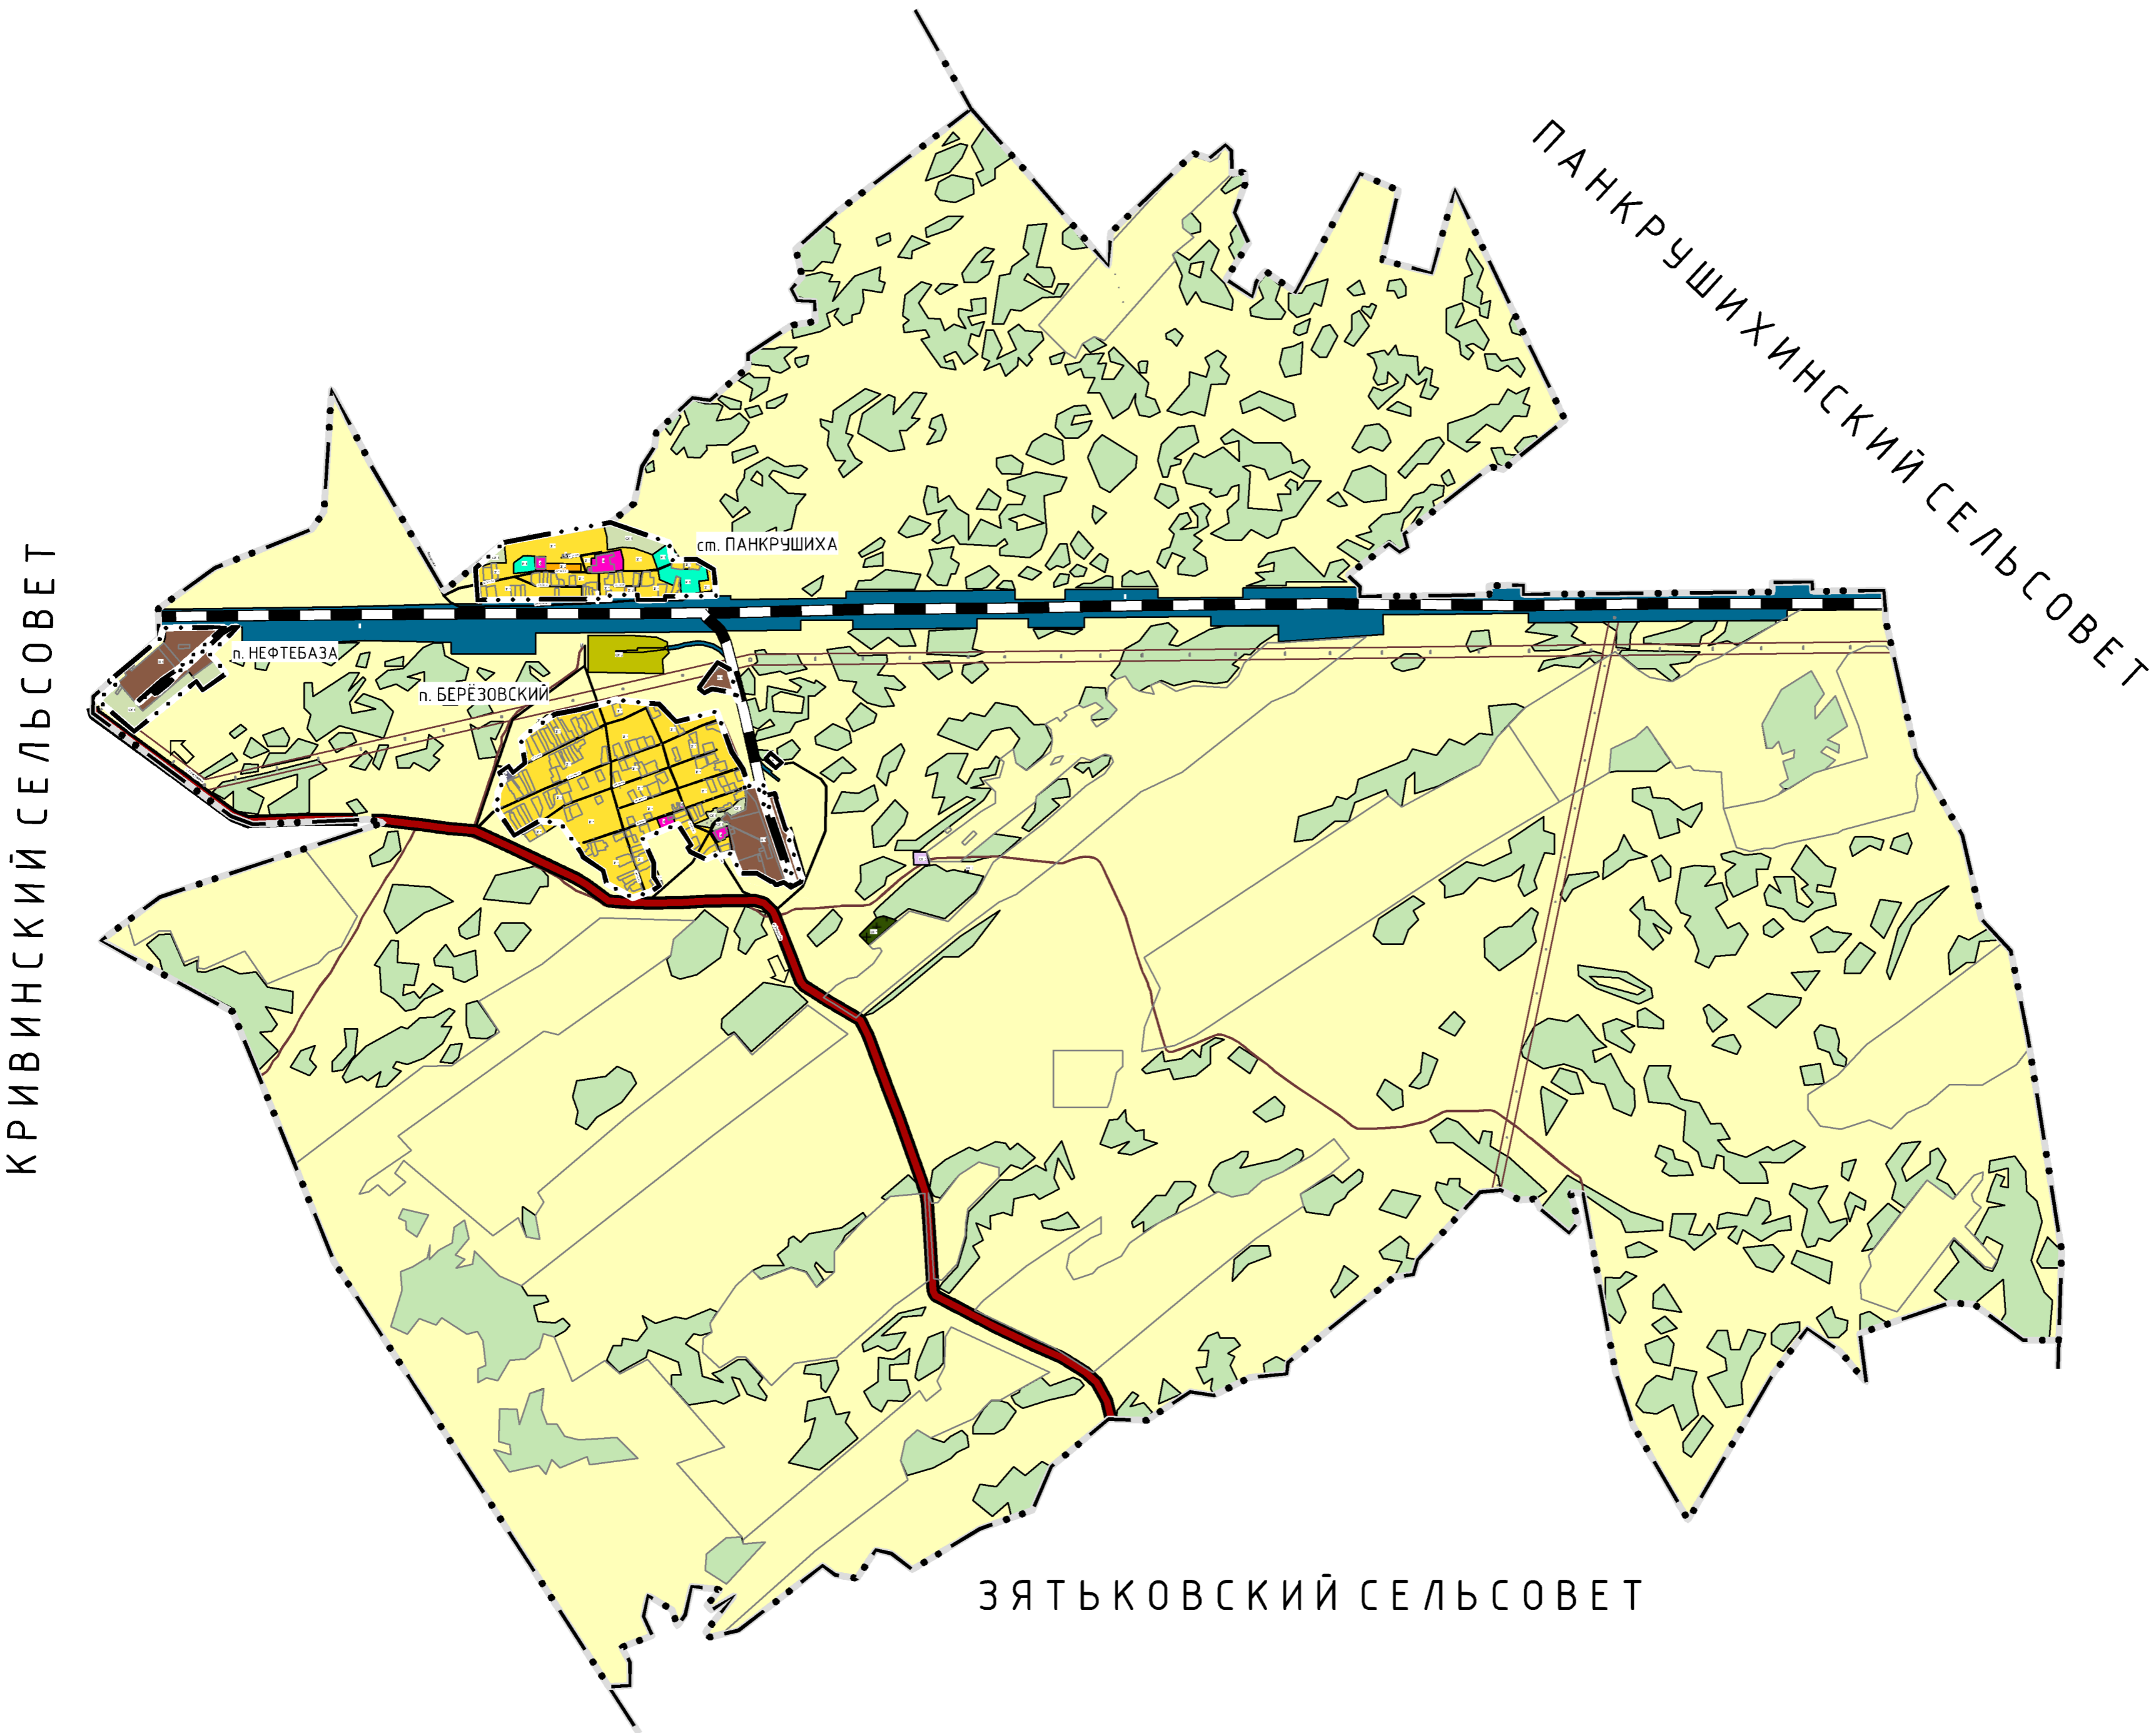 ПАНКРУШИХИНСКИЙ СЕЛЬСОВЕТ
КРИВИНСКИЙ СЕЛЬСОВЕТ
ст. ПАНКРУШИХА
п. НЕФТЕБАЗА
п. БЕРЁЗОВСКИЙ
ЗЯТЬКОВСКИЙ СЕЛЬСОВЕТ